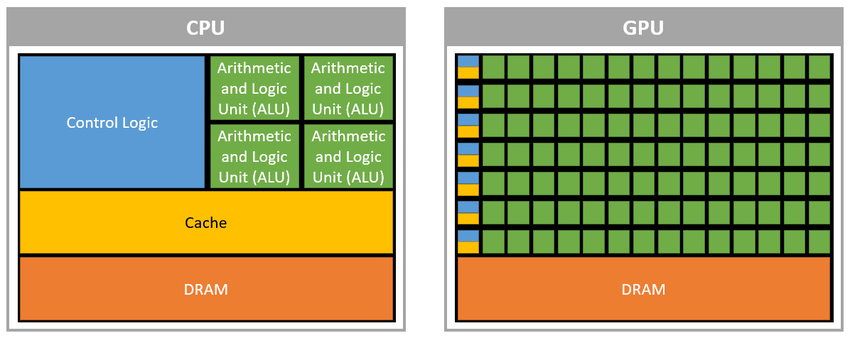 CPU
GPU
Control Logic
Arithmetic
and Logic
Unit (ALU)
Arithmetic
and Logic
Unit (ALU)
Arithmetic
and Logic
Unit (ALU)
Arithmetic
and Logic
Unit (ALU)
Cache
DRAM
DRAM